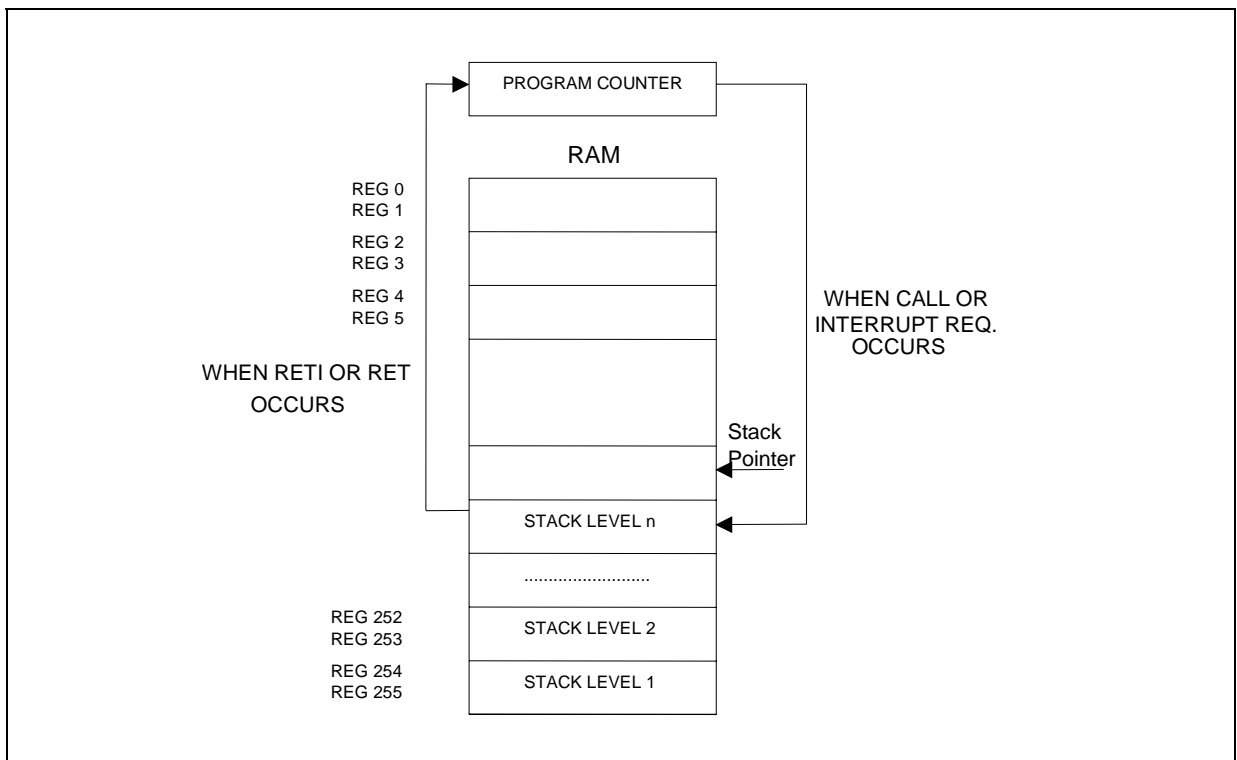 PROGRAM COUNTER
RAM
REG 0
REG 1
REG 2
REG 3
REG 4
REG 5
WHEN CALL OR
INTERRUPT REQ.
OCCURS
WHEN RETI OR RET
OCCURS
Stack
Pointer
STACK LEVEL n
..........................
REG 252
REG 253
STACK LEVEL 2
REG 254
REG 255
STACK LEVEL 1